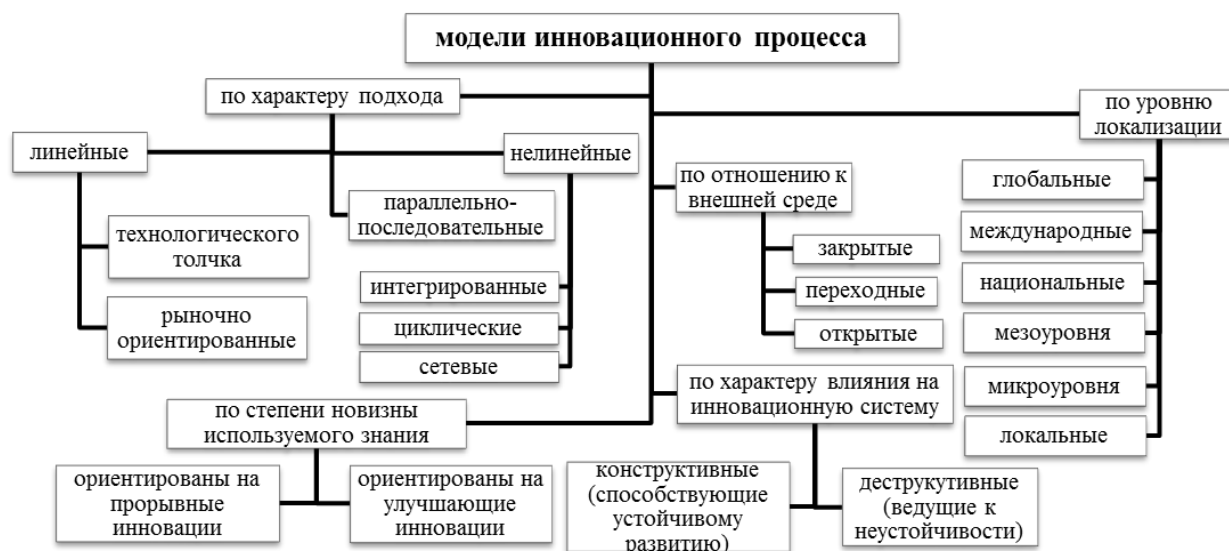 модели инновационного процесса
по характеру подхода
линейные
технологического
толчка
рыночно
ориентированные
параллельно-
последовательные
нелинейные
интегрированные
циклические
сетевые
по отношению к
внешней среде
закрытые
переходные
открытые
по уровню
локализации
глобальные
международные
национальные
мезоуровня
микроуровня
локальные
по степени новизны
используемого знания
ориентированы на
прорывные
инновации
ориентированы на
улучшающие
инновации
по характеру влияния на
инновационную систему
конструктивные
(способствующие
устойчивому
развитию)
деструкутивные
(ведущие к
неустойчивости)